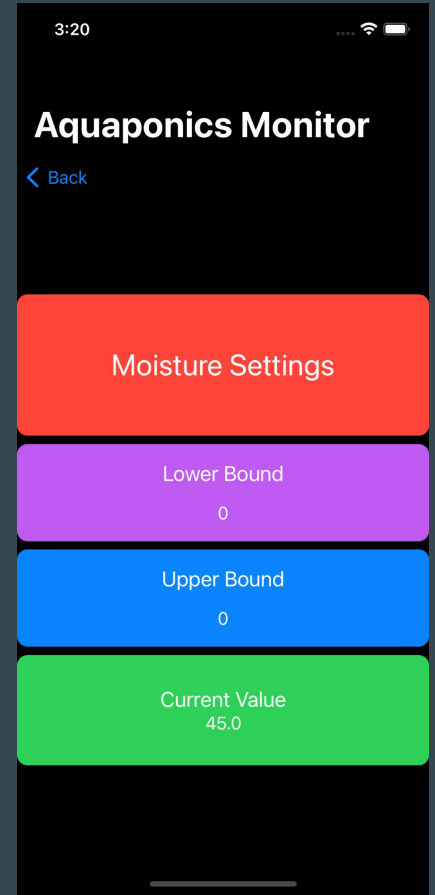 3:20
Aquaponics Monitor
Back
Moisture Settings
Lower Bound
0
Upper Bound
0
Current Value
45.0